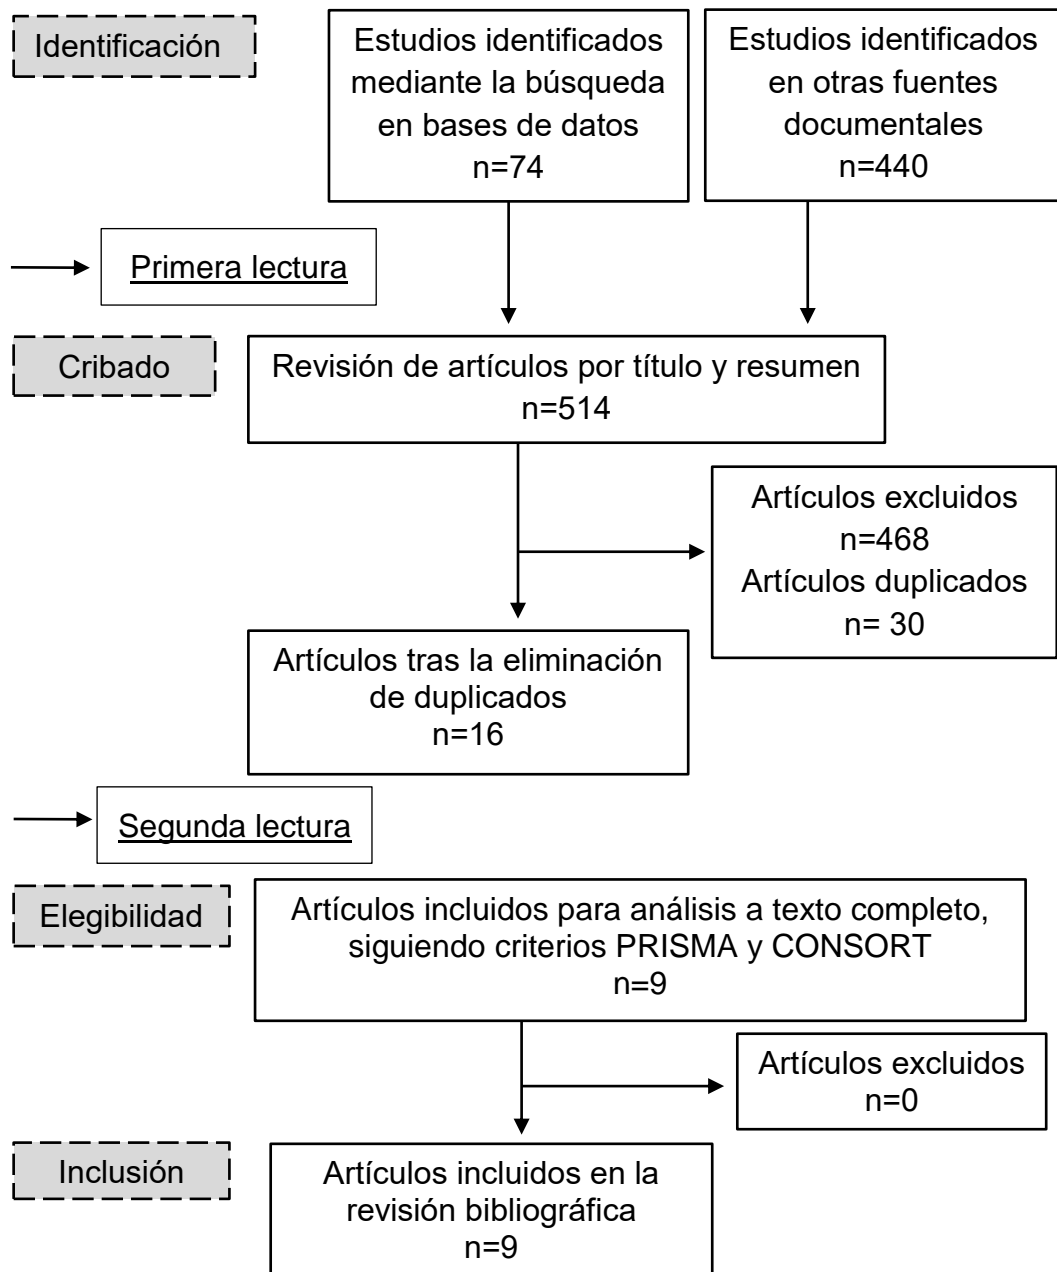 Identificación
Estudios identificados
mediante la búsqueda
en bases de datos
n=74
Estudios identificados
en otras fuentes
documentales
n=440
Primera lectura
Cribado
Revisión de artículos por título y resumen
n=514
Artículos excluidos
n=468
Artículos duplicados
n= 30
Artículos tras la eliminación
de duplicados
n=16
Segunda lectura
Elegibilidad
Artículos incluidos para análisis a texto completo,
siguiendo criterios PRISMA y CONSORT
n=9
Artículos excluidos
n=0
Inclusión
Artículos incluidos en la
revisión bibliográfica
n=9